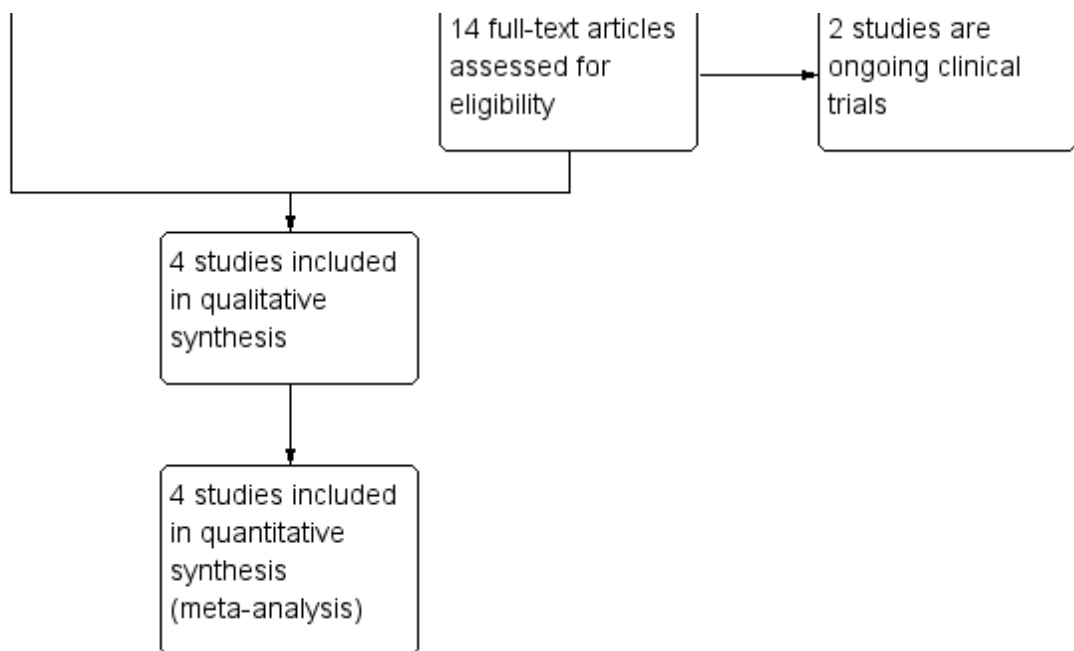 14 full-text articles
assessed for
eligibility
2 studies are
ongoing clinical
trials
4 studies included
in qualitative
synthesis
4 studies included
in quantitative
synthesis
(meta-analysis)